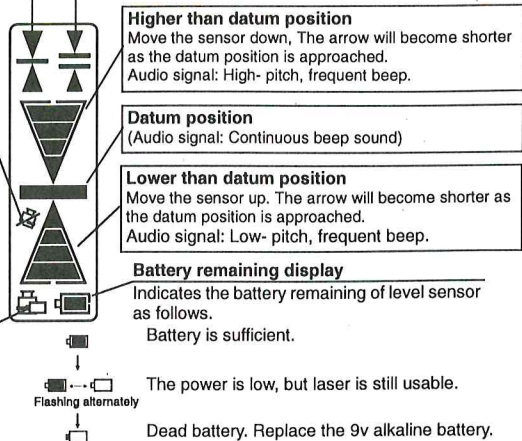 Higher than datum position
Move the sensor down, The arrow will become shorter
as the datum position is approached.
Audio signal: High- pitch, frequent beep.
Datum position
(Audio signal: Continuous beep sound)
Lower than datum position
Move the sensor up. The arrow will become shorter as
the datum position is approached.
Audio signal: Low- pitch, frequent beep.
Battery remaining display
Indicates the battery remaining of level sensor
as follows.
Battery is sufficient.
The power is low, but laser is still usable.
Flashing alternately
Dead battery. Replace the 9v alkaline battery.